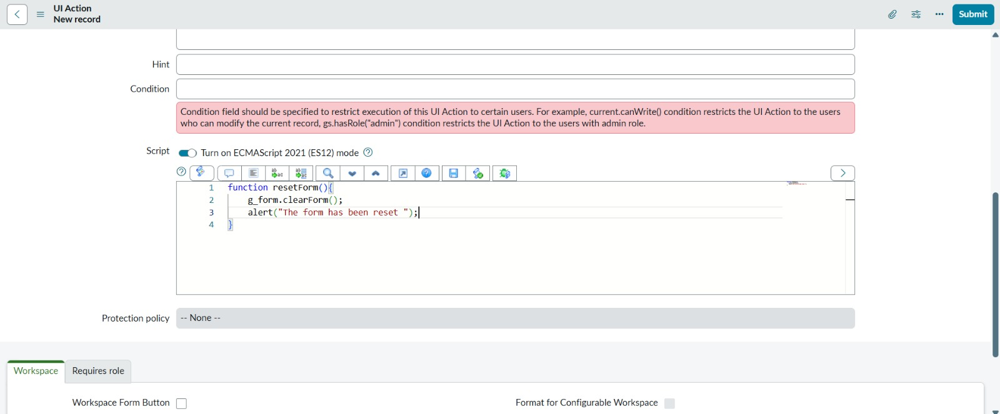 UI Action
New record
Submit
Hint
Condition
Condition field should be specified to restrict execution of this UI Action to certain users. For example, current.canWrite() condition restricts the UI Action to the users
who can modify the current record, gs.hasRole("admin") condition restricts the UI Action to the users with admin role.
Script Turn on ECMAScript 2021 (ES12) mode
1 function resetForm(){
2 g_form.clearForm();
3 alert("The form has been reset ");
4 }
Protection policy -- None --
Workspace Requires role
Workspace Form Button Format for Configurable Workspace